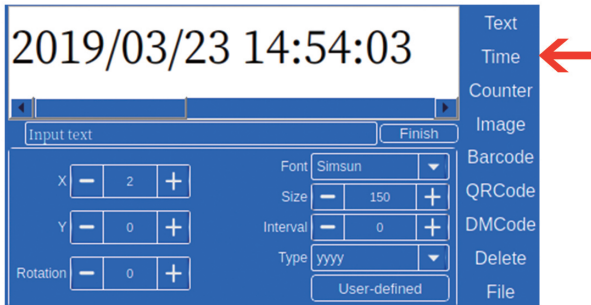 2019/03/23 14:54:03
Input text
Finish
X
2
Y
0
Rotation
0
Font
Simsun
Size
150
Interval
0
Type
yyyy
User-defined
Text
Time
Counter
Image
Barcode
QRCode
DMCode
Delete
File